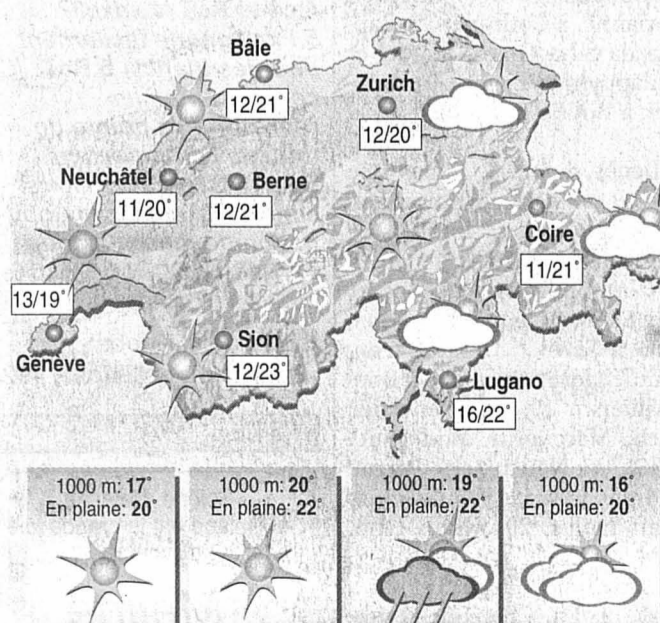 Bâle
12/21°
Zurich
12/20°
Neuchâtel
11/20°
Berne
12/21°
Coire
11/21°
13/19°
Genève
Sion
12/23°
Lugano
16/22°
1000 m: 17°
En plaine: 20°
1000 m: 20°
En plaine: 22°
1000 m: 19°
En plaine: 22°
1000 m: 16°
En plaine: 20°